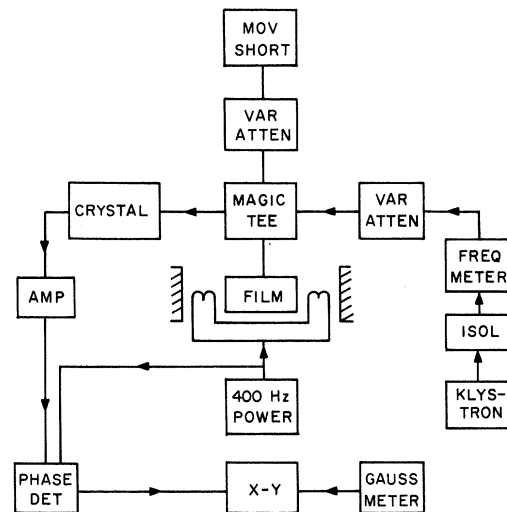 MOV
SHORT
VAR
ATTEN
CRYSTAL
MAGIC
TEE
VAR
ATTEN
FREQ
METER
AMP
FILM
ISOL
400 Hz
POWER
KLYS-
TRON
PHASE
DET
X-Y
GAUSS
METER